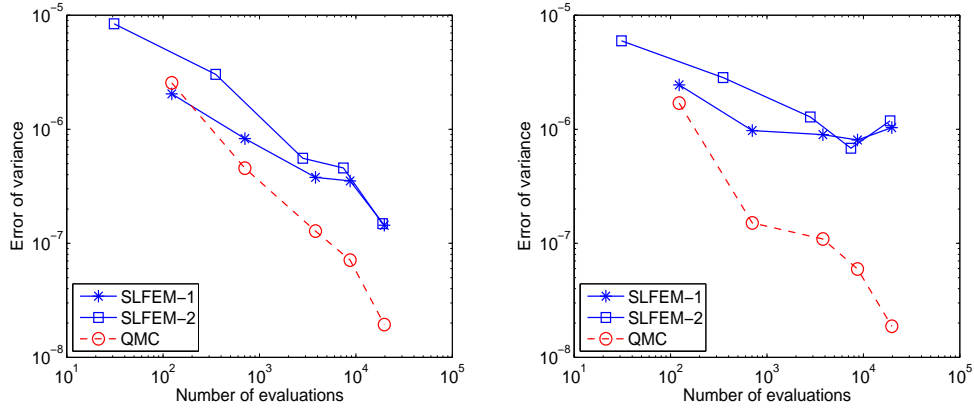 10^-5
10^-6
10^-7
10^-8
Error of variance
SLFEM-1
SLFEM-2
QMC
10^1
10^2
10^3
10^4
10^5
Number of evaluations
10^-5
10^-6
10^-7
10^-8
Error of variance
SLFEM-1
SLFEM-2
QMC
10^1
10^2
10^3
10^4
10^5
Number of evaluations